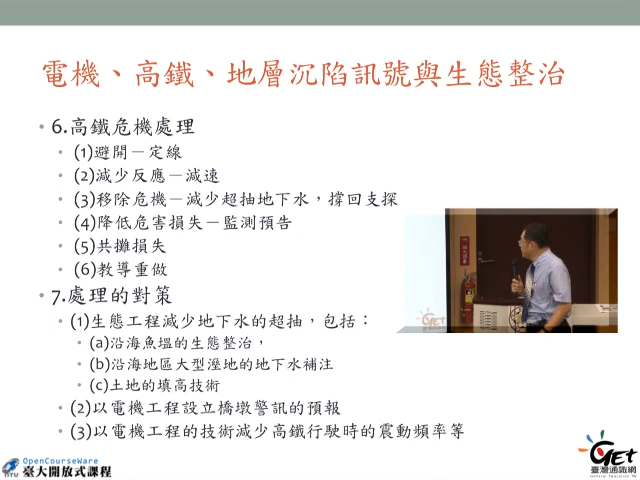 電機、高鐵、地層沉陷訊號與生態整治
• 6.高鐵危機處理
• (1)避開－定線
• (2)減少反應－減速
• (3)移除危機－減少超抽地下水，撐回支探
• (4)降低危害損失－監測預告
• (5)共攤損失
• (6)教導重做
• 7.處理的對策
• (1)生態工程減少地下水的超抽，包括：
• (a)沿海魚塭的生態整治，
• (b)沿海地區大型溼地的地下水補注
• (c)土地的填高技術
• (2)以電機工程設立橋墩警訊的預報
• (3)以電機工程的技術減少高鐵行駛時的震動頻率等
NTU OpenCourseWare
臺大開放式課程
GET
臺灣通識網
General Education TW